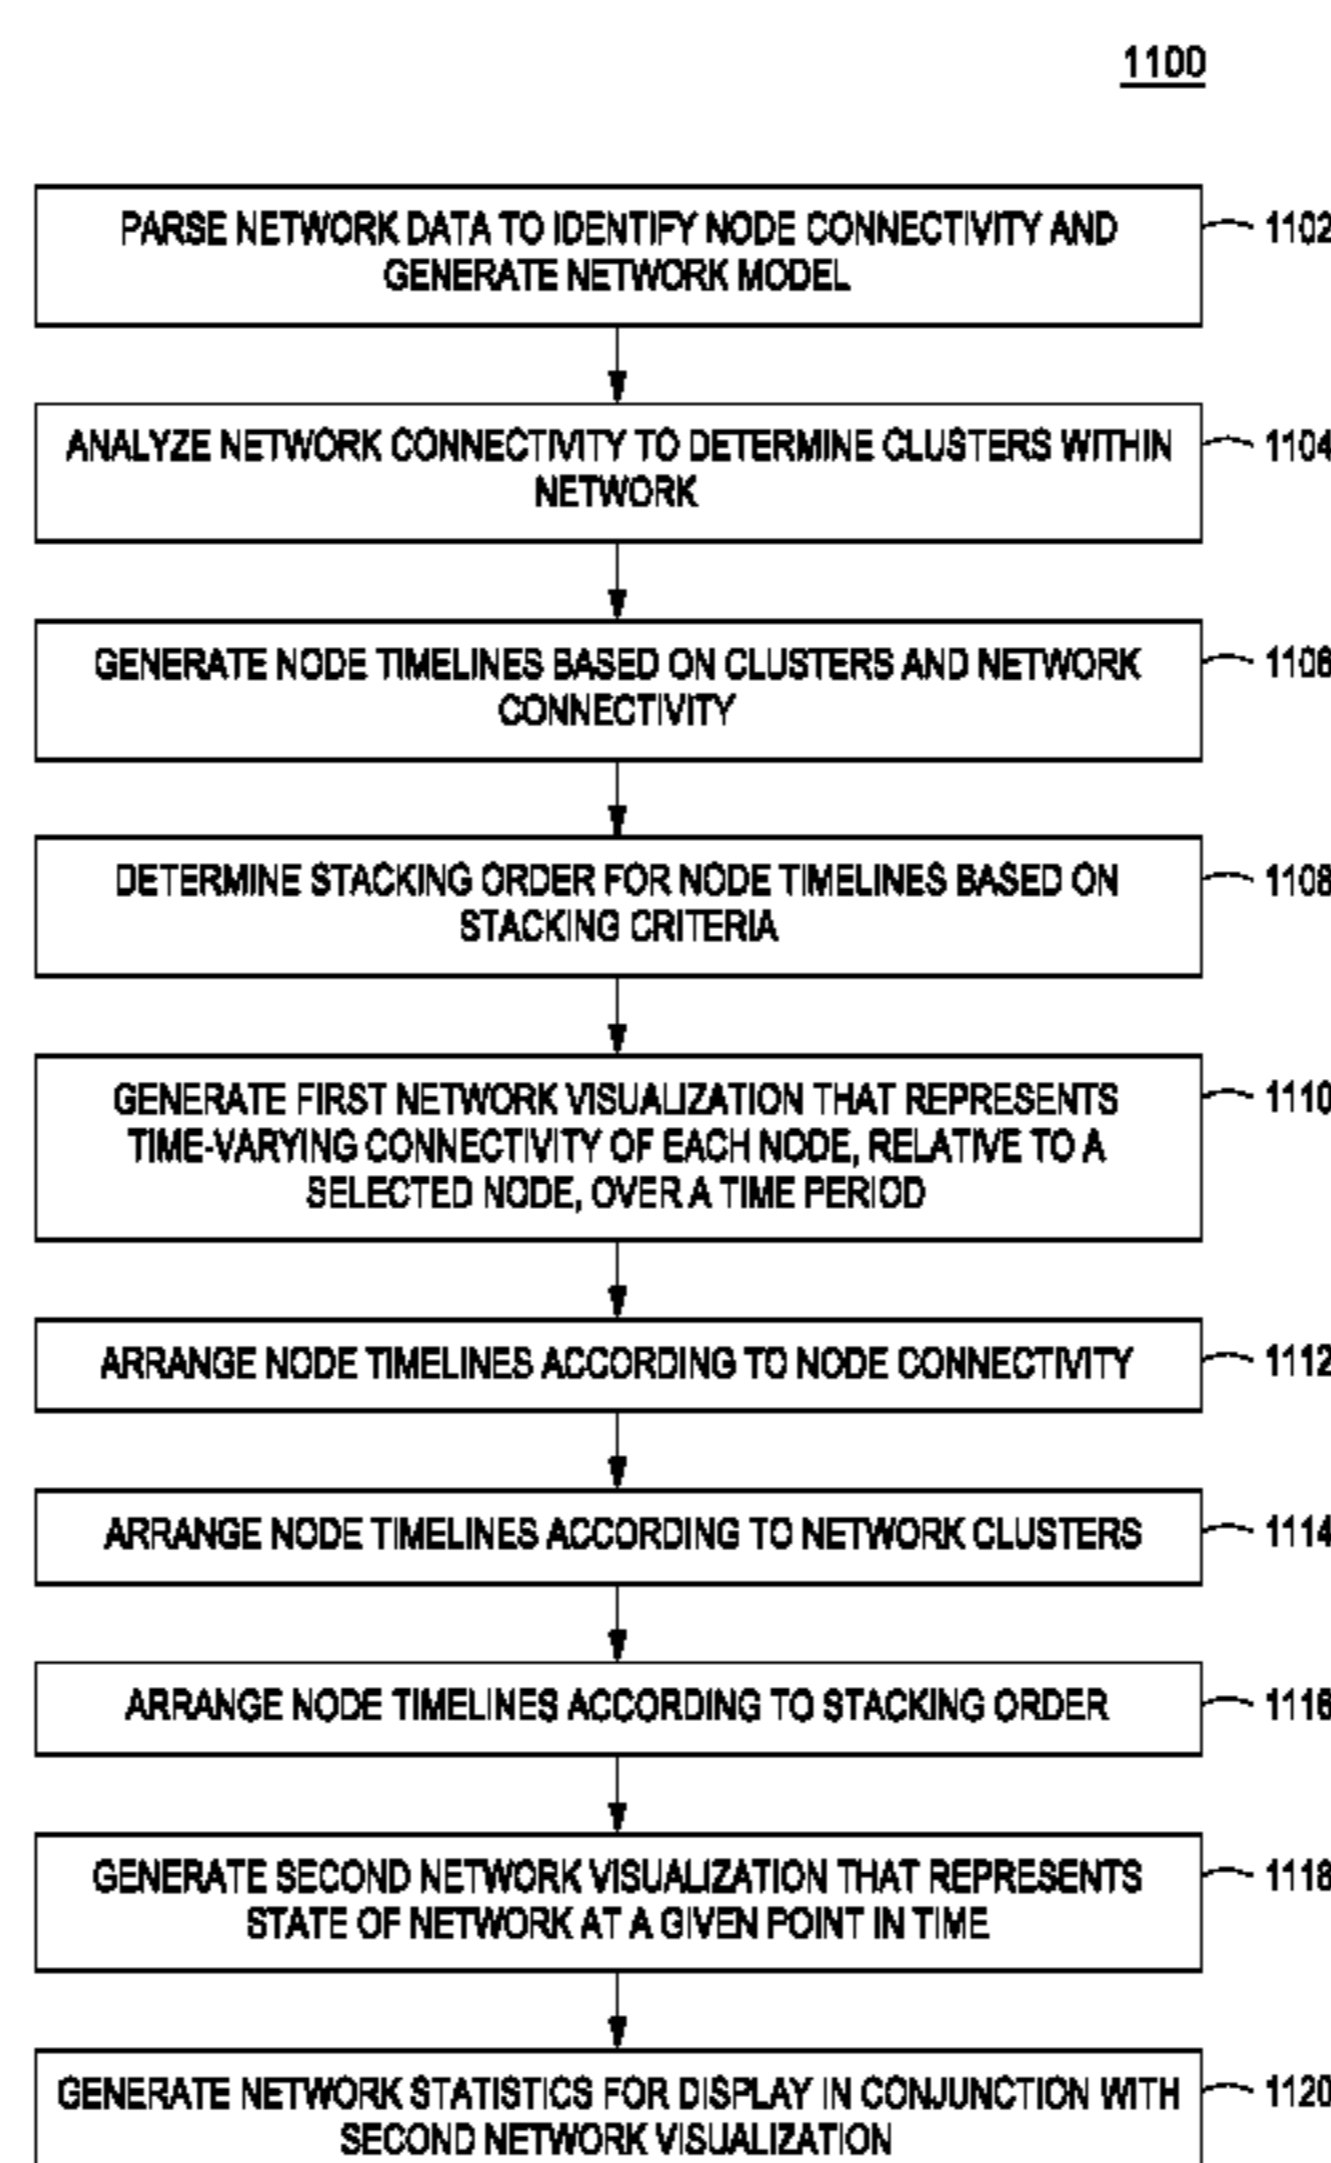 1100
PARSE NETWORK DATA TO IDENTIFY NODE CONNECTIVITY AND
GENERATE NETWORK MODEL
1102
ANALYZE NETWORK CONNECTIVITY TO DETERMINE CLUSTERS WITHIN
NETWORK
1104
GENERATE NODE TIMELINES BASED ON CLUSTERS AND NETWORK
CONNECTIVITY
1106
DETERMINE STACKING ORDER FOR NODE TIMELINES BASED ON
STACKING CRITERIA
1108
GENERATE FIRST NETWORK VISUALIZATION THAT REPRESENTS
TIME-VARYING CONNECTIVITY OF EACH NODE, RELATIVE TO A
SELECTED NODE, OVER A TIME PERIOD
1110
ARRANGE NODE TIMELINES ACCORDING TO NODE CONNECTIVITY
1112
ARRANGE NODE TIMELINES ACCORDING TO NETWORK CLUSTERS
1114
ARRANGE NODE TIMELINES ACCORDING TO STACKING ORDER
1116
GENERATE SECOND NETWORK VISUALIZATION THAT REPRESENTS
STATE OF NETWORK AT A GIVEN POINT IN TIME
1118
GENERATE NETWORK STATISTICS FOR DISPLAY IN CONJUNCTION WITH
SECOND NETWORK VISUALIZATION
1120